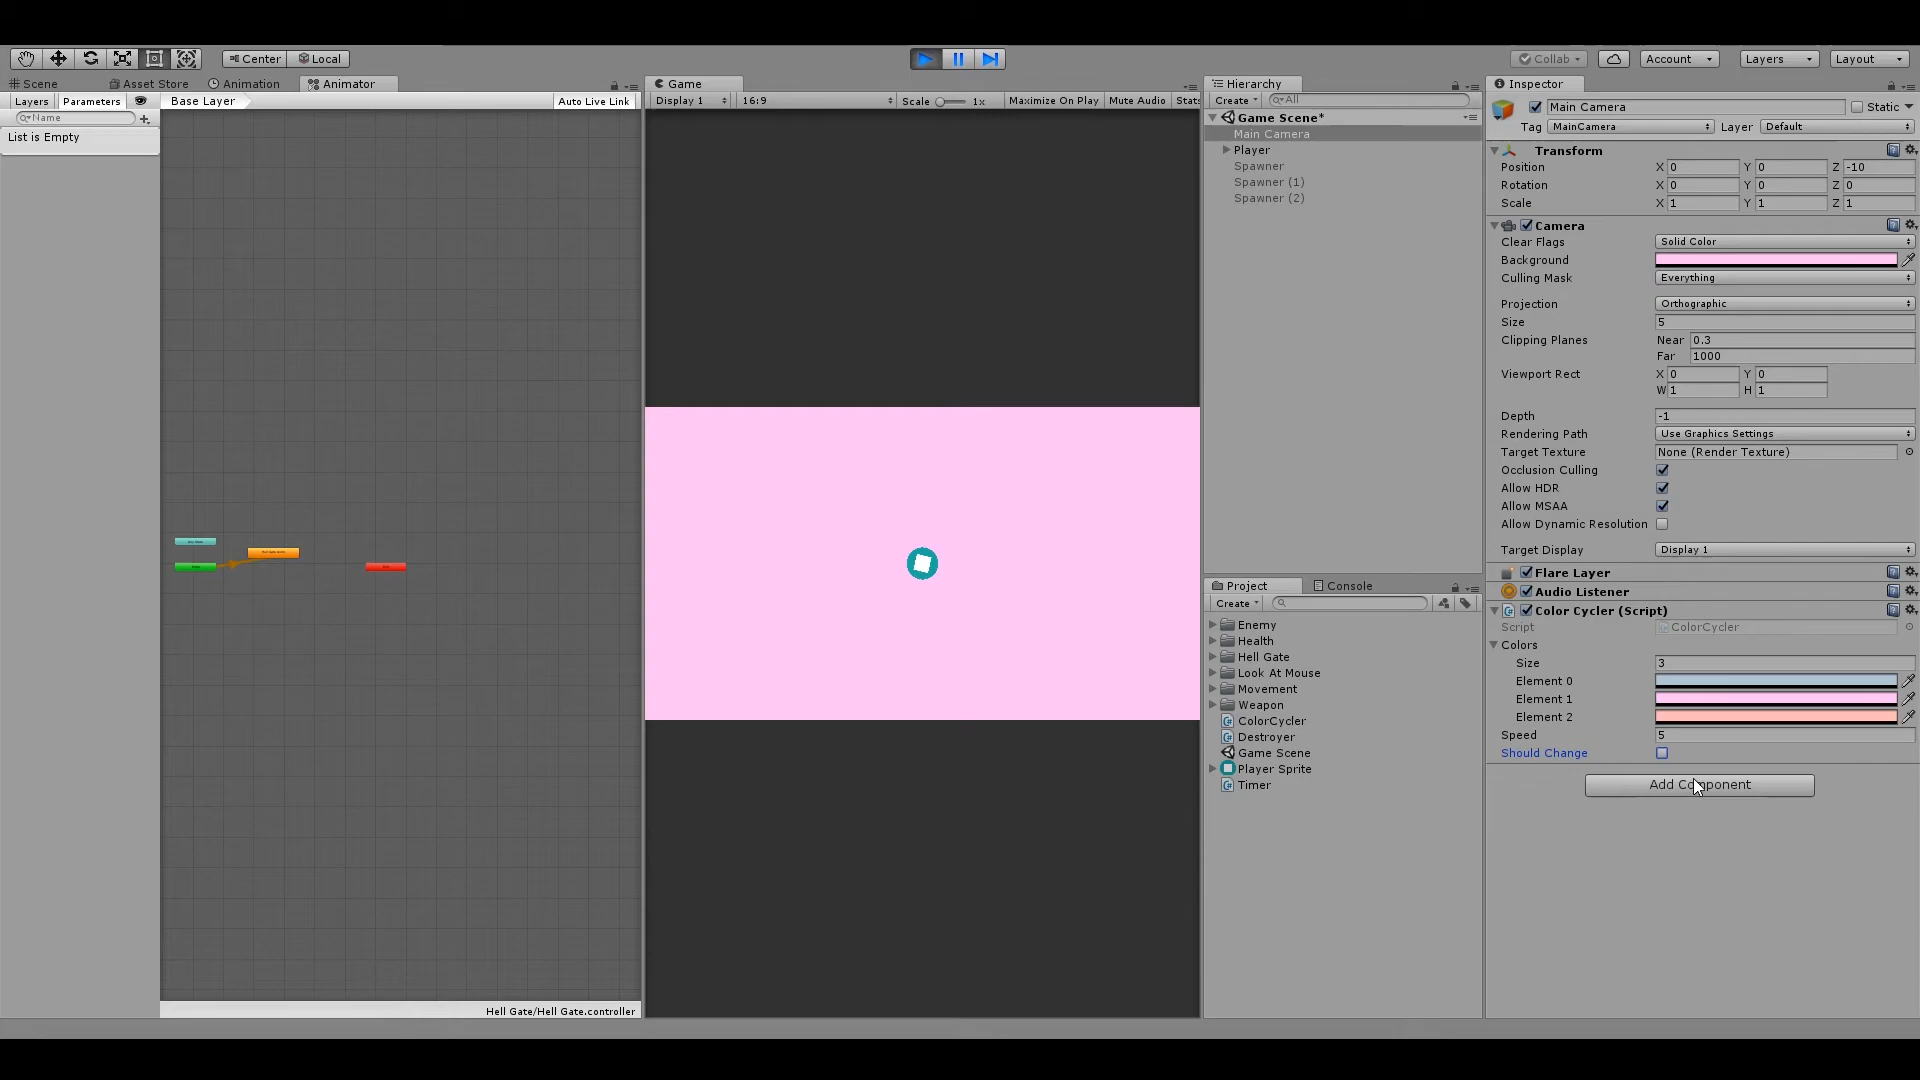 Center Local Collab Account Layers Layout
Scene Asset Store Animation Animator Game Hierarchy Inspector
Layers Parameters Base Layer Auto Live Link Display 1 16:9 Scale 1x Maximize On Play Mute Audio Stats Create All
Name
List is Empty
Hell Gate/Hell Gate.controller
Game Scene*
Main Camera
Player
Spawner
Spawner (1)
Spawner (2)
Project Console
Create
Enemy
Health
Hell Gate
Look At Mouse
Movement
Weapon
ColorCycler
Destroyer
Game Scene
Player Sprite
Timer
Main Camera Static
Tag MainCamera Layer Default
Transform
Position X 0 Y 0 Z -10
Rotation X 0 Y 0 Z 0
Scale X 1 Y 1 Z 1
Camera
Clear Flags Solid Color
Background
Culling Mask Everything
Projection Orthographic
Size 5
Clipping Planes Near 0.3
Far 1000
Viewport Rect X 0 Y 0
W 1 H 1
Depth -1
Rendering Path Use Graphics Settings
Target Texture None (Render Texture)
Occlusion Culling
Allow HDR
Allow MSAA
Allow Dynamic Resolution
Target Display Display 1
Flare Layer
Audio Listener
Color Cycler (Script)
Script ColorCycler
Colors
Size 3
Element 0
Element 1
Element 2
Speed 5
Should Change
Add Component